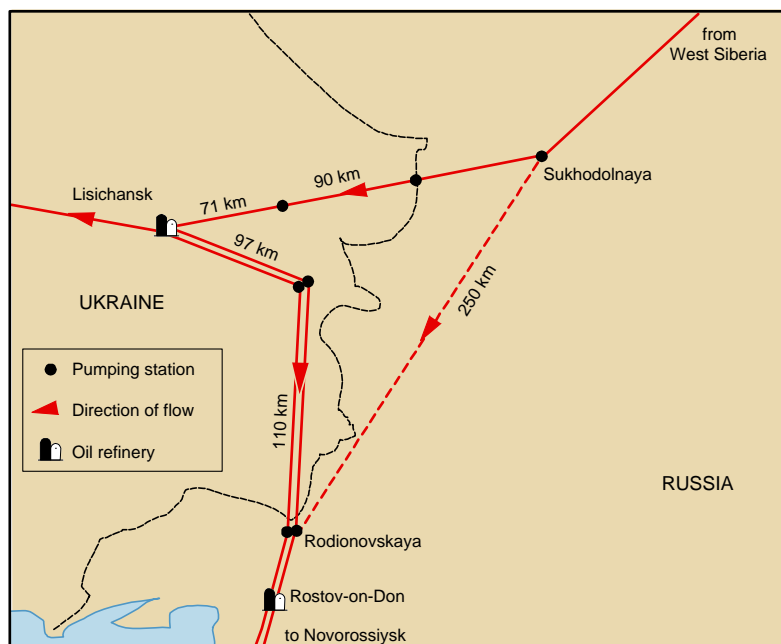 from
West Siberia
Sukhodolnaya
90 km
71 km
Lisichansk
97 km
250 km
UKRAINE
Pumping station
Direction of flow
Oil refinery
110 km
RUSSIA
Rodionovskaya
Rostov-on-Don
to Novorossiysk